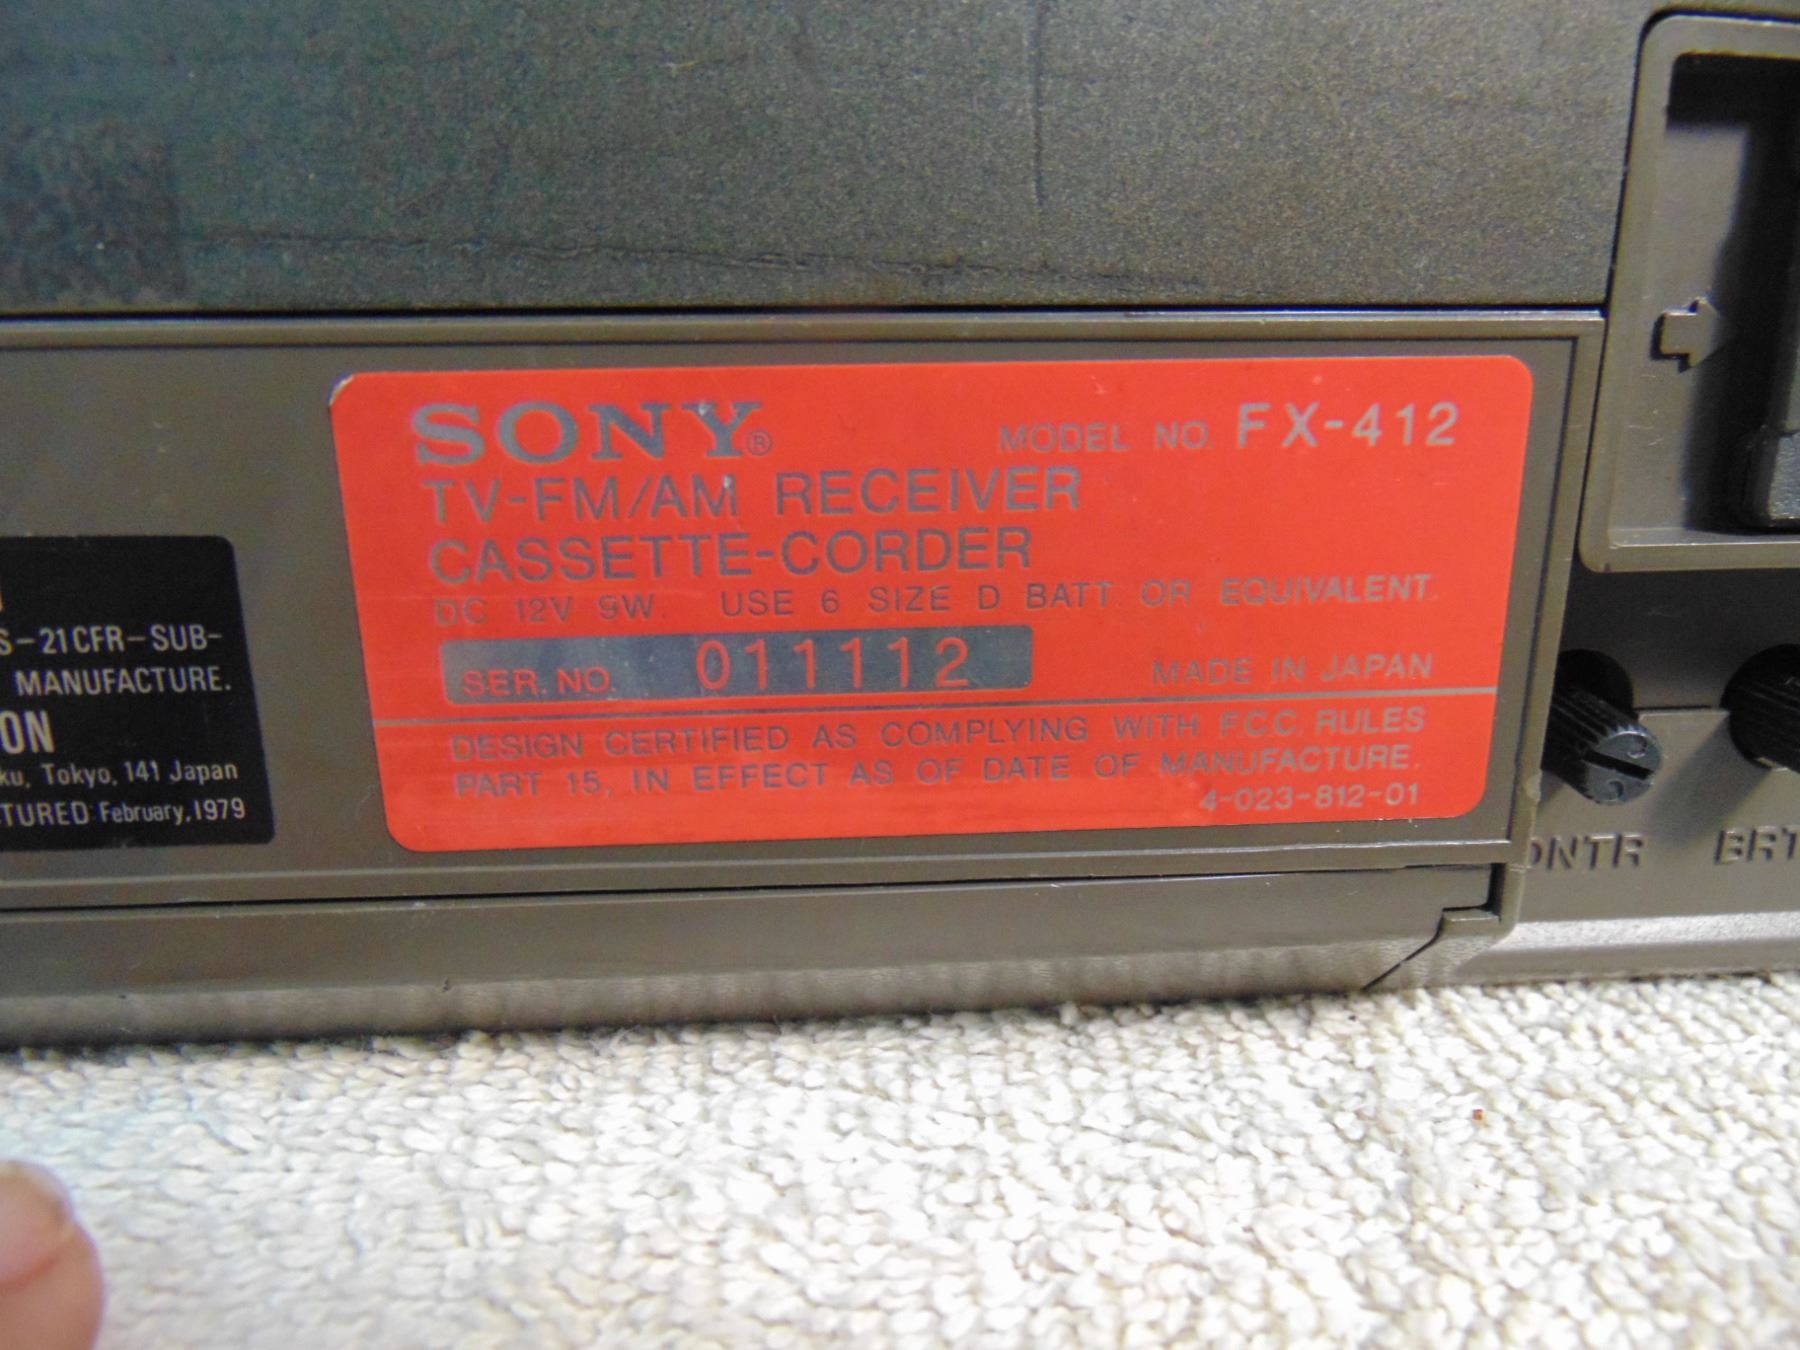 SONY®
MODEL NO. FX-412
TV-FM/AM RECEIVER
CASSETTE-CORDER
DC 12V 9W. USE 6 SIZE D BATT. OR EQUIVALENT.
SER. NO. 011112
MADE IN JAPAN
DESIGN CERTIFIED AS COMPLYING WITH F.C.C. RULES
PART 15, IN EFFECT AS OF DATE OF MANUFACTURE.
4-023-812-01
S-21CFR-SUB-
MANUFACTURE.
ON
ku, Tokyo, 141 Japan
CTURED: February, 1979
ONTR
BRT